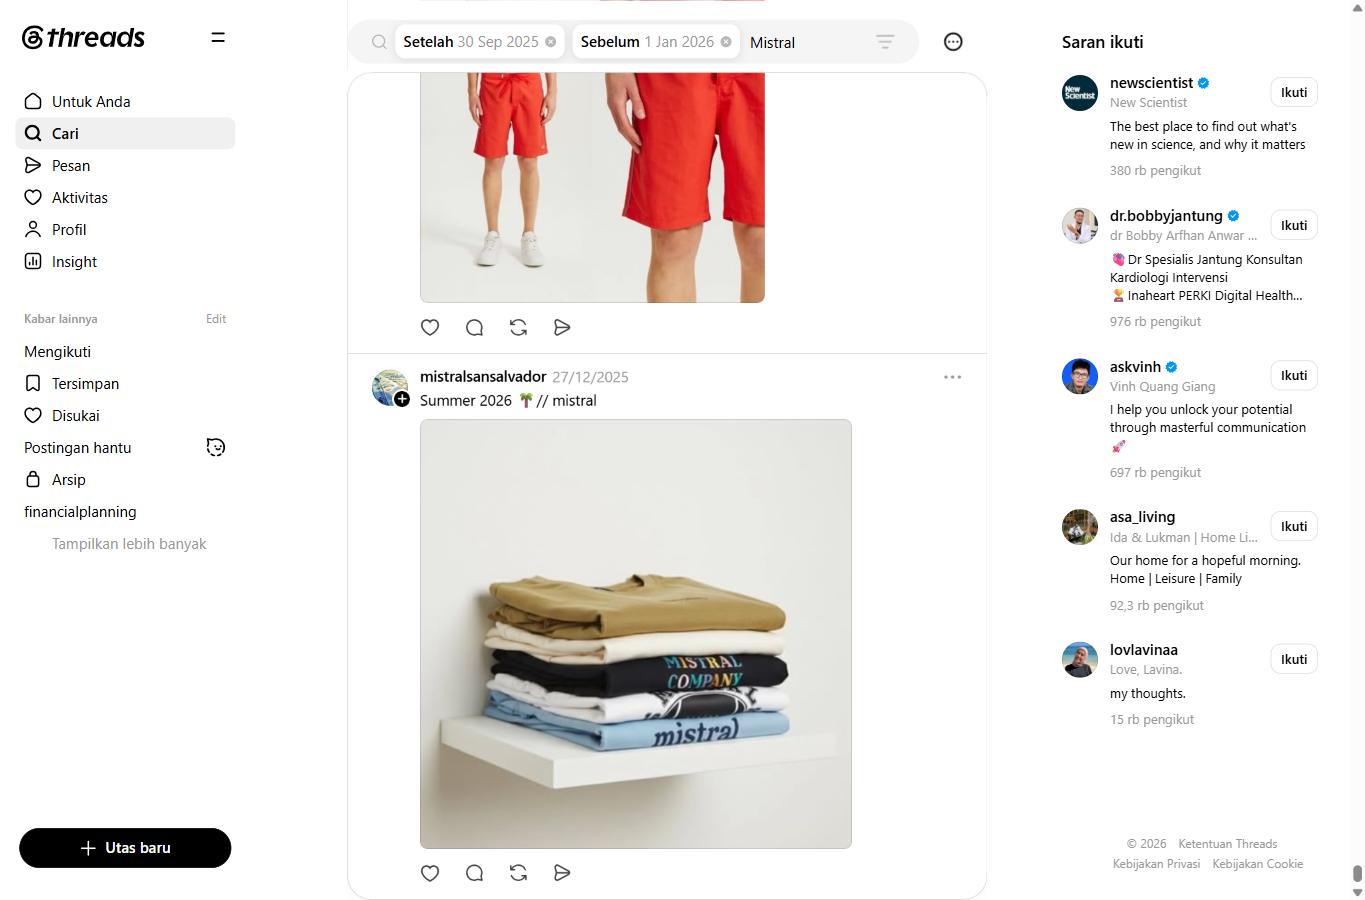 threads
Untuk Anda
Cari
Pesan
Aktivitas
Profil
Insight
Kabar lainnya
Edit
Mengikuti
Tersimpan
Disukai
Postingan hantu
Arsip
financialplanning
Tampilkan lebih banyak
Utas baru
Setelah 30 Sep 2025
Sebelum 1 Jan 2026
Mistral
mistralsansalvador 27/12/2025
Summer 2026 🌴 // mistral
MISTRAL
COMPANY
mistral
Saran ikuti
New
Scientist
newscientist
Ikuti
New Scientist
The best place to find out what's
new in science, and why it matters
380 rb pengikut
dr.bobbyjantung
Ikuti
dr Bobby Arfhan Anwar ...
🫀Dr Spesialis Jantung Konsultan
Kardiologi Intervensi
🏆Inaheart PERKI Digital Health...
976 rb pengikut
askvinh
Ikuti
Vinh Quang Giang
I help you unlock your potential
through masterful communication
🚀
697 rb pengikut
asa_living
Ikuti
Ida & Lukman | Home Li...
Our home for a hopeful morning.
Home | Leisure | Family
92,3 rb pengikut
lovlavinaa
Ikuti
Love, Lavina.
my thoughts.
15 rb pengikut
© 2026 Ketentuan Threads
Kebijakan Privasi Kebijakan Cookie